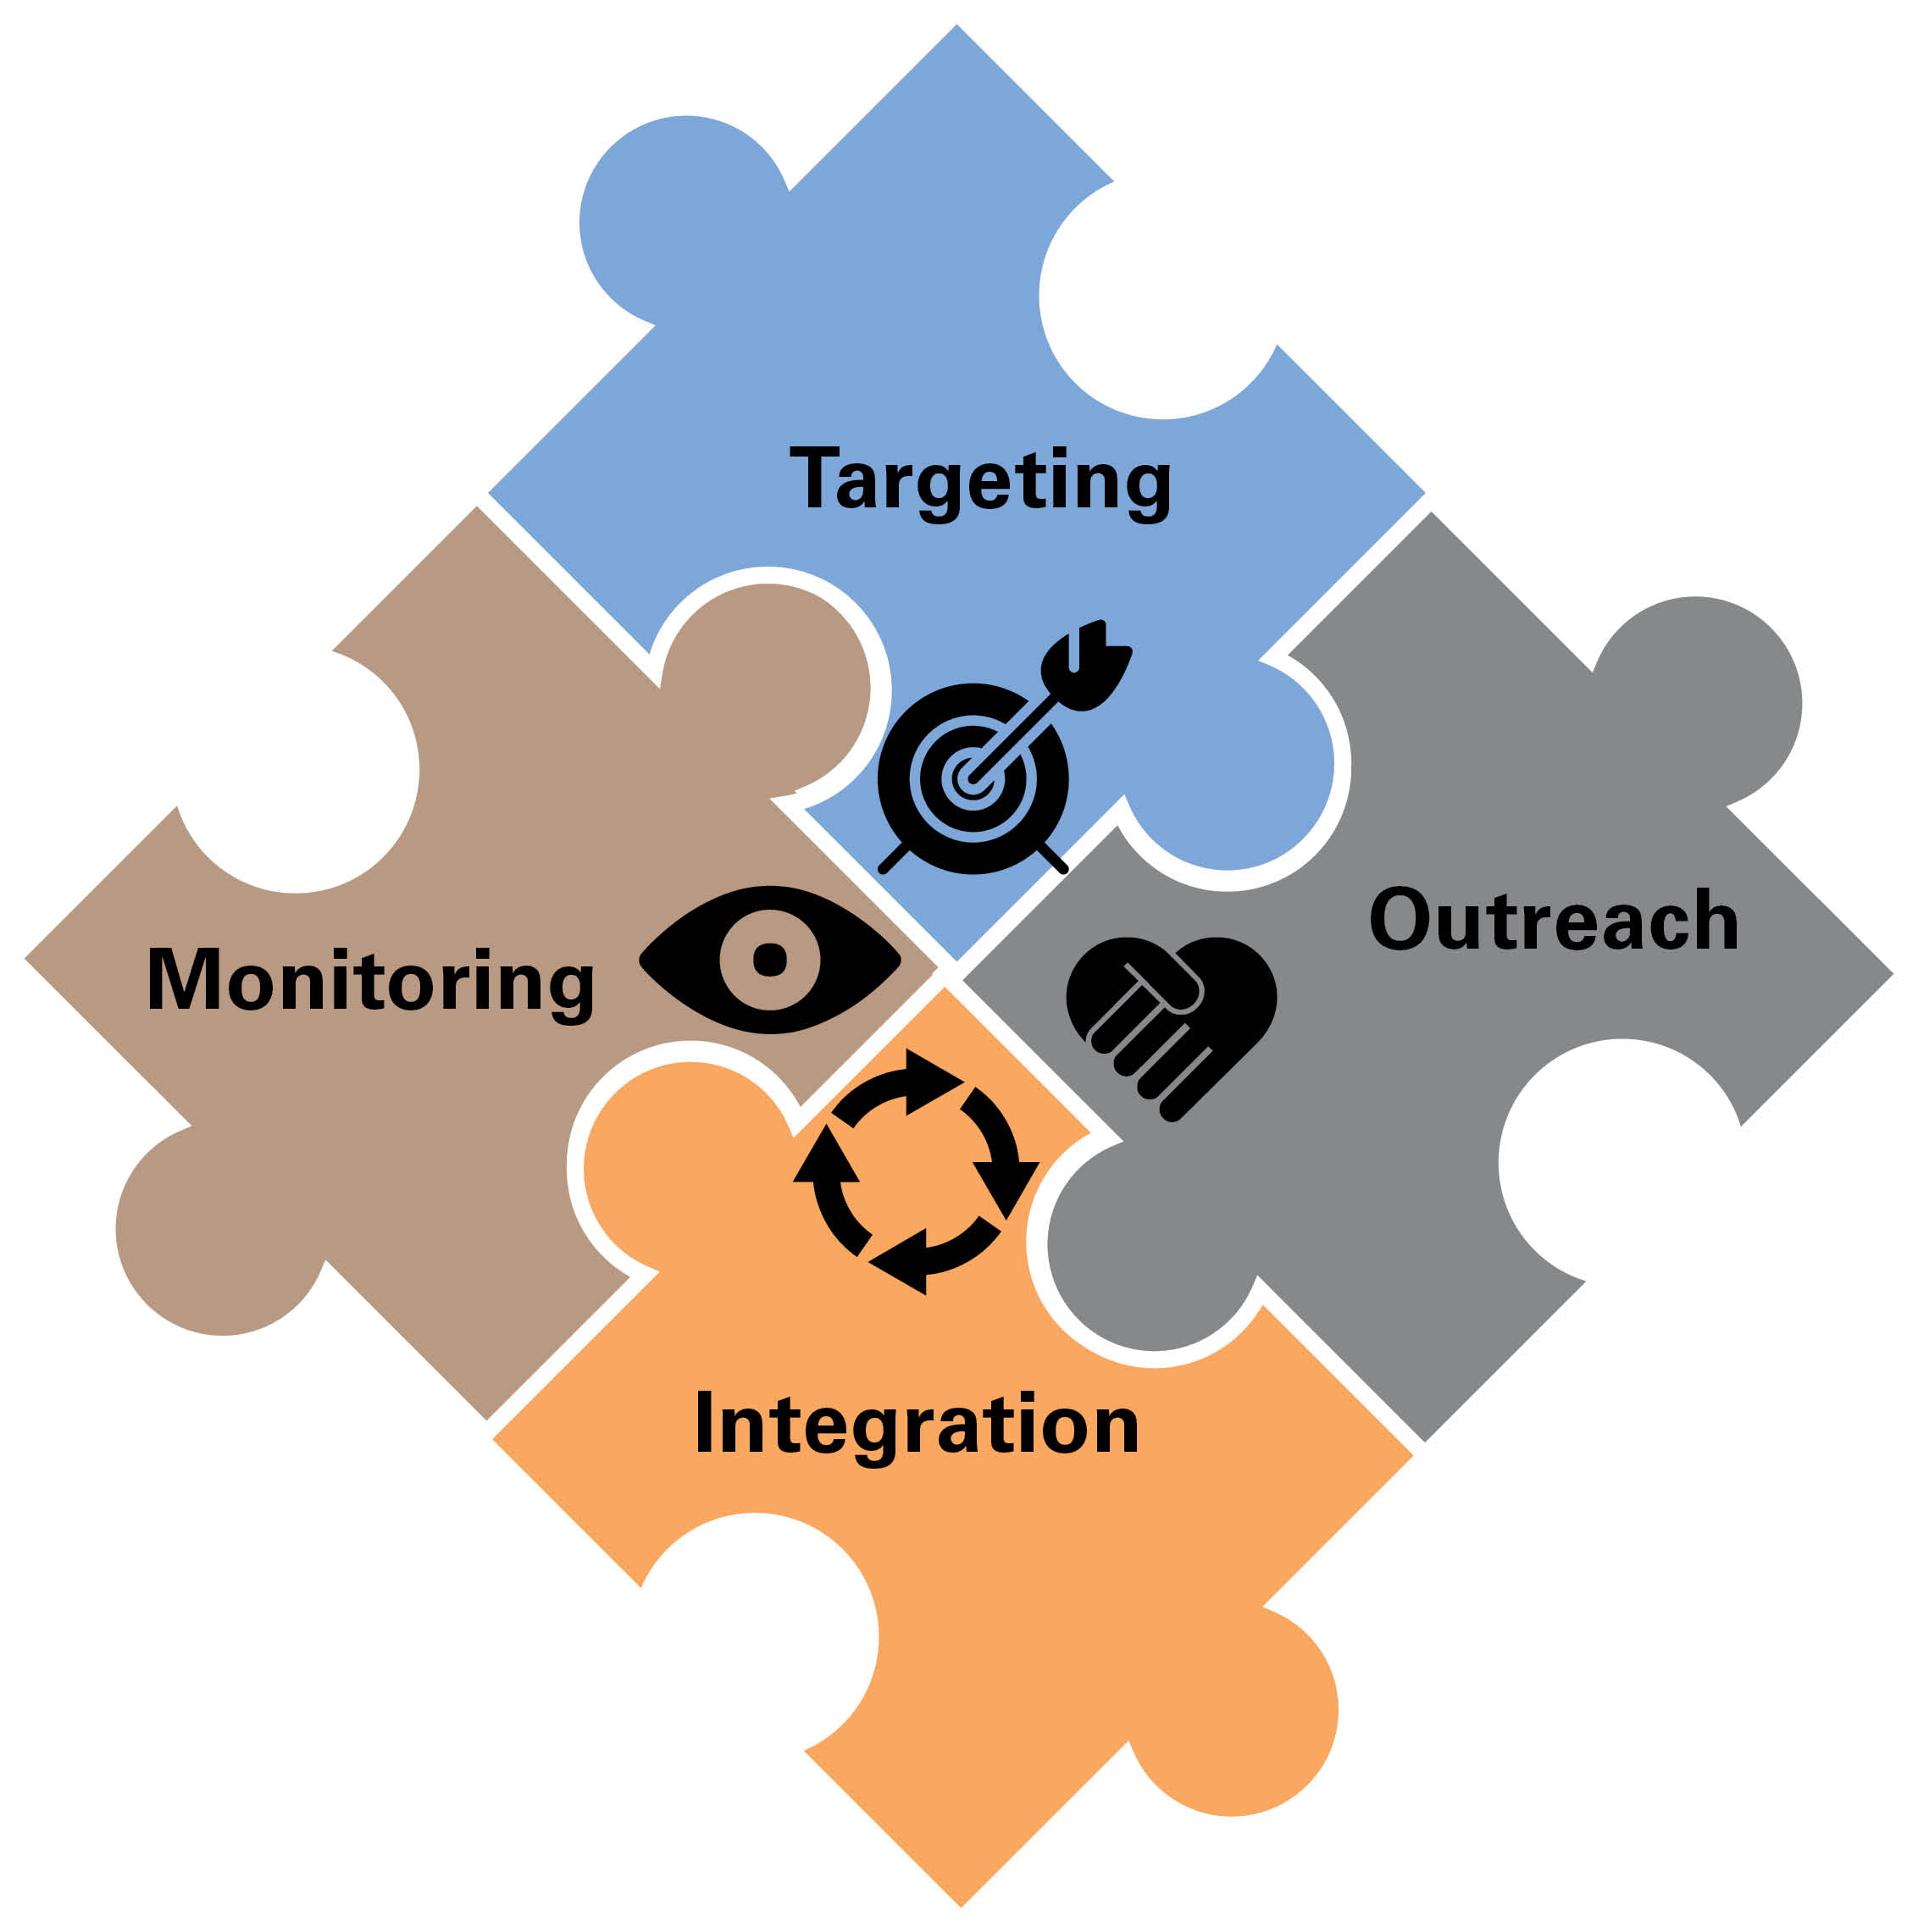 Targeting
Outreach
Monitoring
Integration